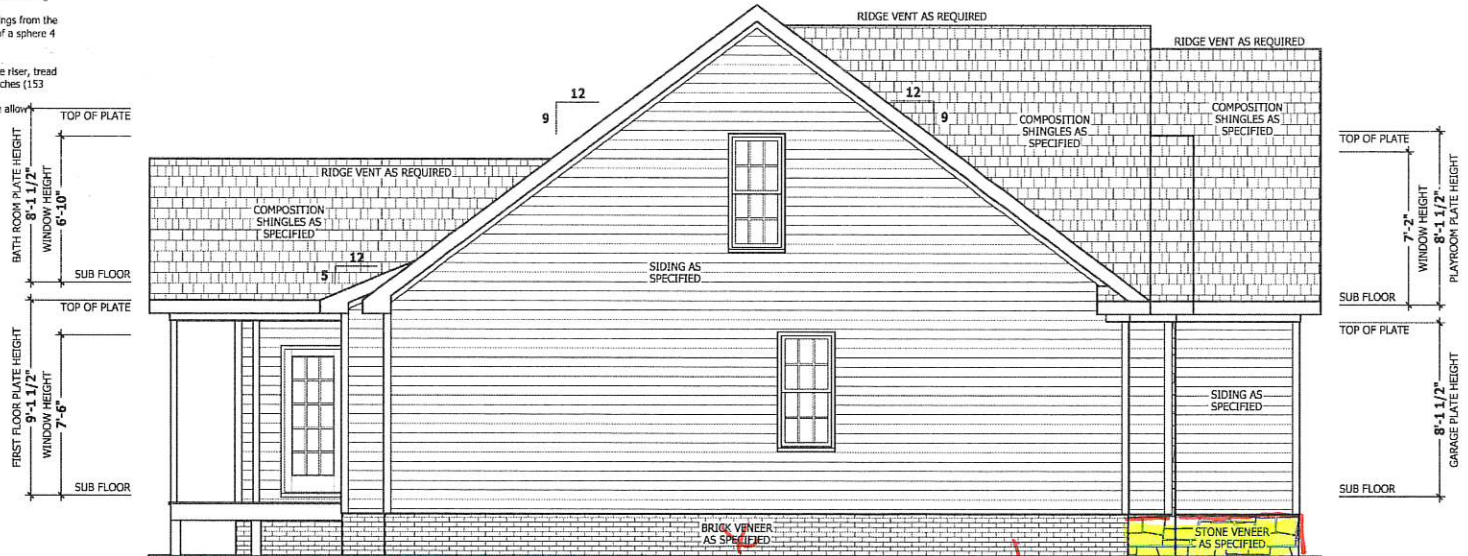 ngs from the
f a sphere 4
e riser, tread
ches (153
e allow
RIDGE VENT AS REQUIRED
RIDGE VENT AS REQUIRED
12
9
12
9
COMPOSITION
SHINGLES AS
SPECIFIED
COMPOSITION
SHINGLES AS
SPECIFIED
TOP OF PLATE
BATH ROOM PLATE HEIGHT
8'-1 1/2"
WINDOW HEIGHT
6'-10"
SUB FLOOR
RIDGE VENT AS REQUIRED
COMPOSITION
SHINGLES AS
SPECIFIED
12
5
SIDING AS
SPECIFIED
TOP OF PLATE
7'-2"
WINDOW HEIGHT
8'-1 1/2"
PLAYROOM PLATE HEIGHT
SUB FLOOR
TOP OF PLATE
FIRST FLOOR PLATE HEIGHT
9'-1 1/2"
WINDOW HEIGHT
7'-6"
SUB FLOOR
TOP OF PLATE
SIDING AS
SPECIFIED
8'-1 1/2"
GARAGE PLATE HEIGHT
SUB FLOOR
BRICK VENEER
AS SPECIFIED
STONE VENEER
AS SPECIFIED